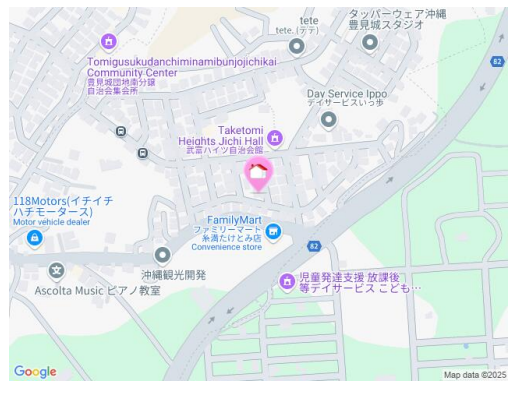 tete
tete. (テテ)
タッパーウェア沖縄
豊見城スタジオ
82
Tomigusukudanchiminamibunjojichikai
Community Center
豊見城団地南分譲
自治会集会所
Day Service Ippo
デイサービスいっぽ
Taketomi
Heights Jichi Hall
武富ハイツ自治会館
118Motors(イチイチ
ハチモータース)
Motor vehicle dealer
FamilyMart
ファミリーマート
糸満たけとみ店
Convenience store
82
沖縄観光開発
Ascolta Music ピアノ教室
児童発達支援 放課後
等デイサービス こども…
Google
Map data ©2025